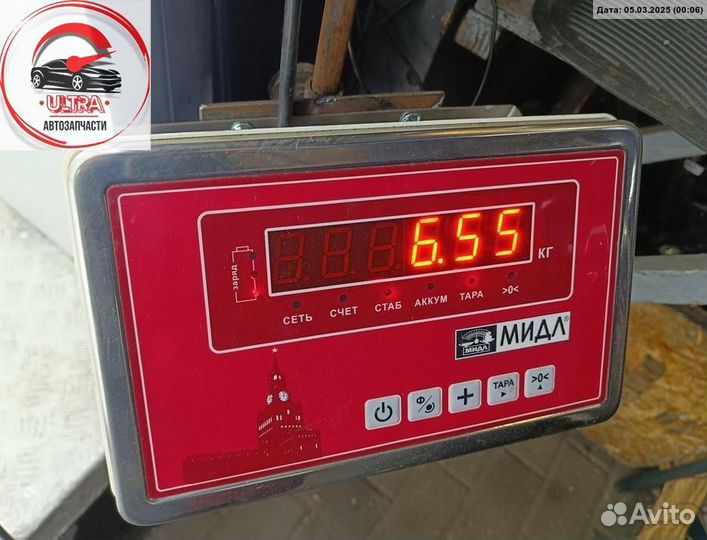 Дата: 05.03.2025 (00:06)
ULTRA
АВТОЗАПЧАСТИ
6.55
КГ
заряд
СЕТЬ СЧЕТ СТАБ АККУМ ТАРА >0<
МИДЛ МИДЛ®
Ф/ + ТАРА >0<
Avito